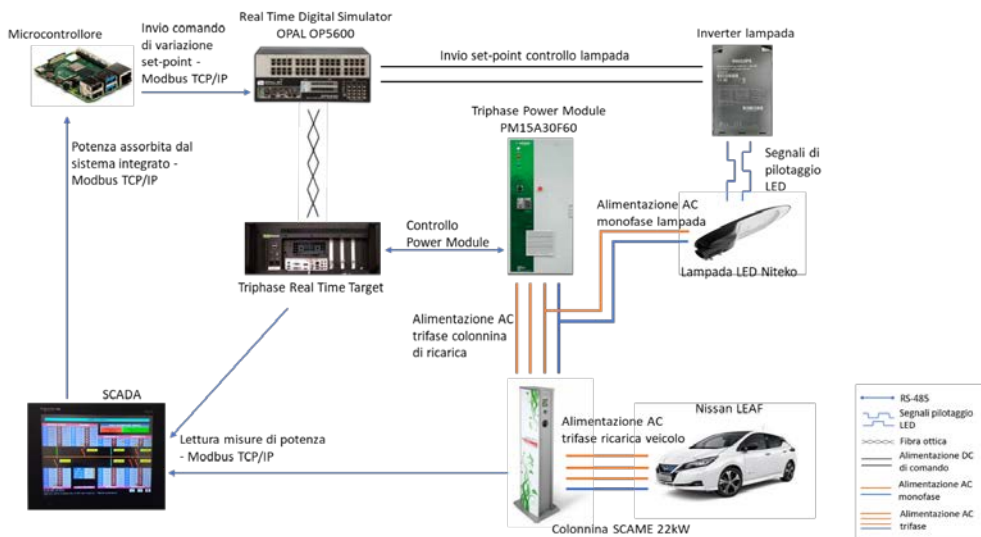 Real Time Digital Simulator
OPAL OP5600
Microcontrollore
Invio comando
di variazione
set-point -
Modbus TCP/IP
Invio set-point controllo lampada
Inverter lampada
Triphase Power Module
PM15A30F60
Potenza assorbita dal
sistema integrato -
Modbus TCP/IP
Segnali di
pilotaggio
LED
Alimentazione AC
monofase lampada
Controllo
Power Module
Lampada LED Niteko
Triphase Real Time Target
Alimentazione AC
trifase colonnina
di ricarica
SCADA
Lettura misure di potenza
- Modbus TCP/IP
Alimentazione AC
trifase ricarica veicolo
Nissan LEAF
Colonnina SCAME 22kW
RS-485
Segnali pilotaggio
LED
Fibra ottica
Alimentazione DC
di comando
Alimentazione AC
monofase
Alimentazione AC
trifase